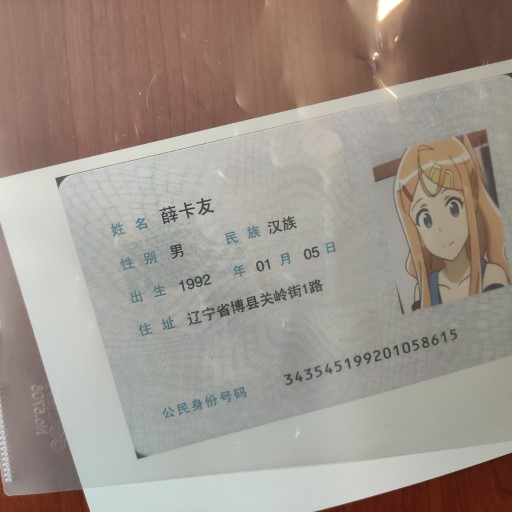 姓名 薛卡友
性别 男 民族 汉族
出生 1992 年 01 月 05 日
住址 辽宁省博县关岭街1路
公民身份号码 343545199201058615